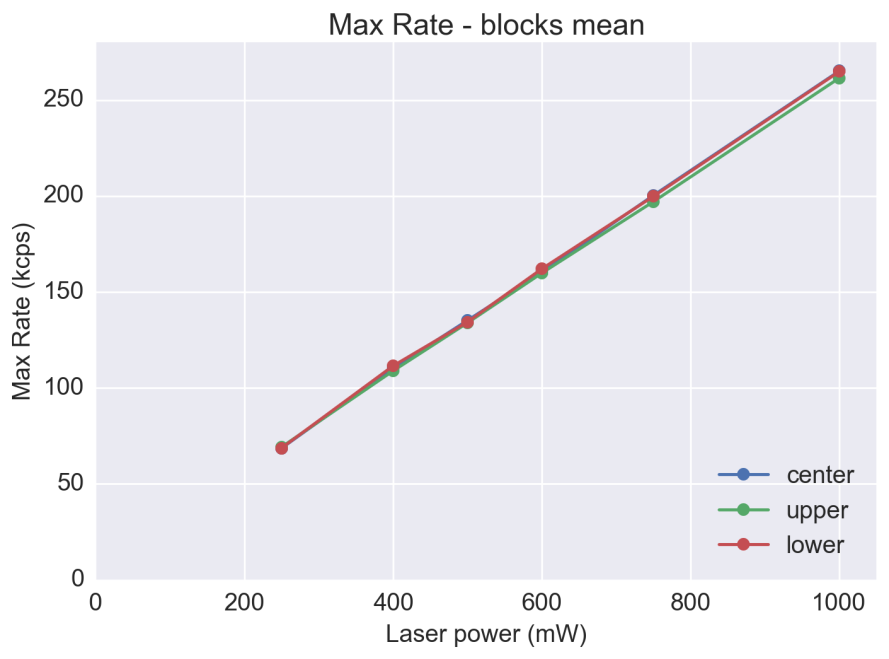 Max Rate - blocks mean
Max Rate (kcps)
250
200
150
100
50
0
0 200 400 600 800 1000
Laser power (mW)
center
upper
lower